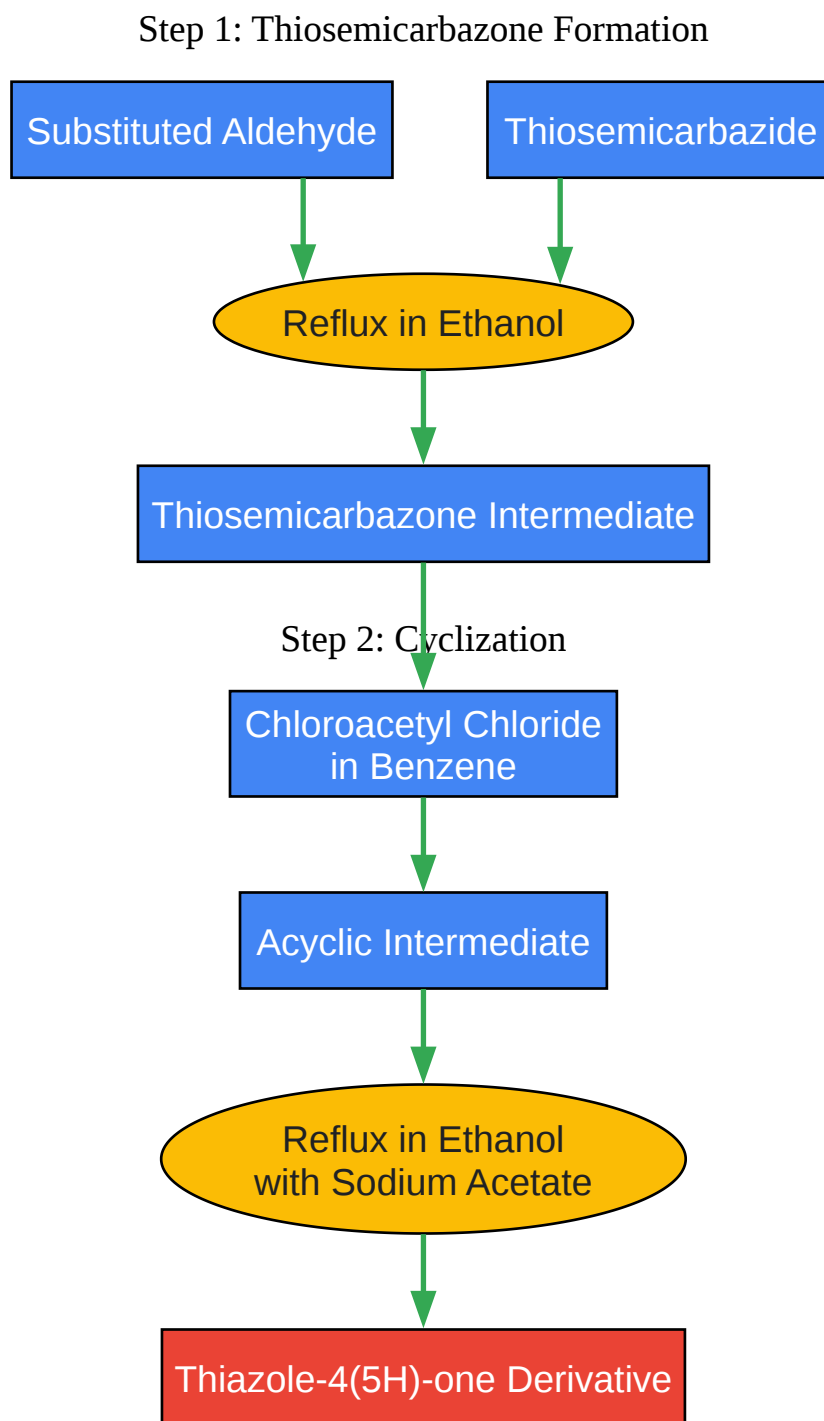 Step 1: Thiosemicarbazone Formation
Substituted Aldehyde
Thiosemicarbazide
Reflux in Ethanol
Thiosemicarbazone Intermediate
Step 2: Cyclization
Chloroacetyl Chloride
in Benzene
Acyclic Intermediate
Reflux in Ethanol
with Sodium Acetate
Thiazole-4(5H)-one Derivative